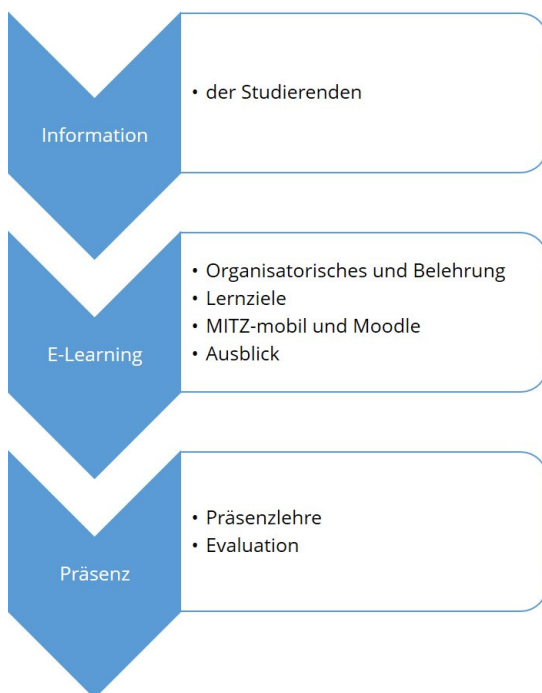 Information
• der Studierenden
E-Learning
• Organisatorisches und Belehrung
• Lernziele
• MITZ-mobil und Moodle
• Ausblick
Präsenz
• Präsenzlehre
• Evaluation